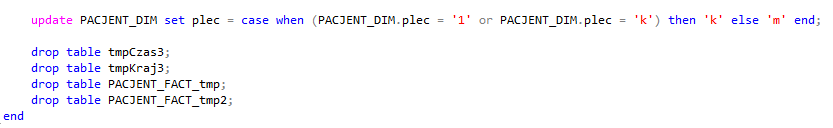 update PACJENT_DIM set plec = case when (PACJENT_DIM.plec = '1' or PACJENT_DIM.plec = 'k') then 'k' else 'm' end;
drop table tmpCzas3;
drop table tmpKraj3;
drop table PACJENT_FACT_tmp;
drop table PACJENT_FACT_tmp2;
end